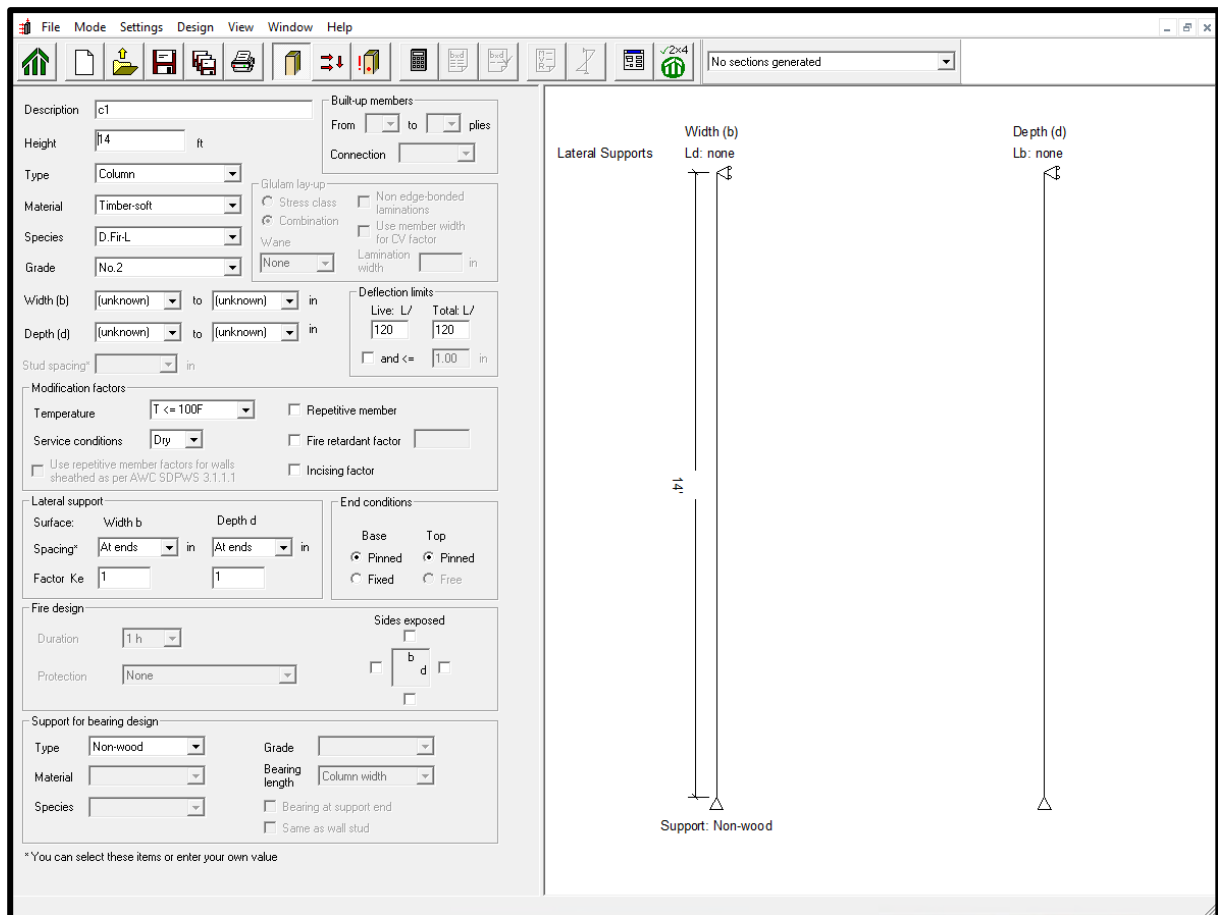 File Mode Settings Design View Window Help
2×4
No sections generated
Description c1
Height 14 ft
Type Column
Material Timber-soft
Species D.Fir-L
Grade No.2
Width (b) (unknown) to (unknown) in
Depth (d) (unknown) to (unknown) in
Stud spacing* in
Built-up members
From to plies
Connection
Glulam lay-up
Stress class
Combination
Wane
None
Non edge-bonded
laminations
Use member width
for CV factor
Lamination
width in
Deflection limits
Live: L/ Total: L/
120 120
and <= 1.00 in
Modification factors
Temperature T <= 100F
Service conditions Dry
Use repetitive member factors for walls
sheathed as per AWC SDPWS 3.1.1.1
Repetitive member
Fire retardant factor
Incising factor
Lateral support
Surface: Width b Depth d
Spacing* At ends in At ends in
Factor Ke 1 1
End conditions
Base Top
Pinned Pinned
Fixed Free
Fire design
Duration 1 h
Protection None
Sides exposed
b
d
Support for bearing design
Type Non-wood
Material
Species
Grade
Bearing
length Column width
Bearing at support end
Same as wall stud
*You can select these items or enter your own value
Width (b) Depth (d)
Lateral Supports Ld: none Lb: none
14'
Support: Non-wood